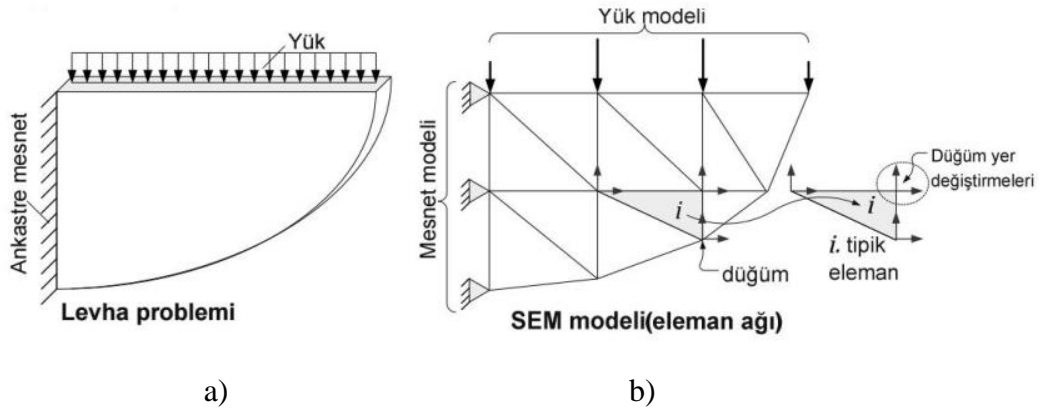 Yük
Ankastre mesnet
Levha problemi
a)
Yük modeli
Mesnet modeli
i
i
Düğüm yer
değiştirmeleri
i. tipik
eleman
düğüm
SEM modeli(eleman ağı)
b)